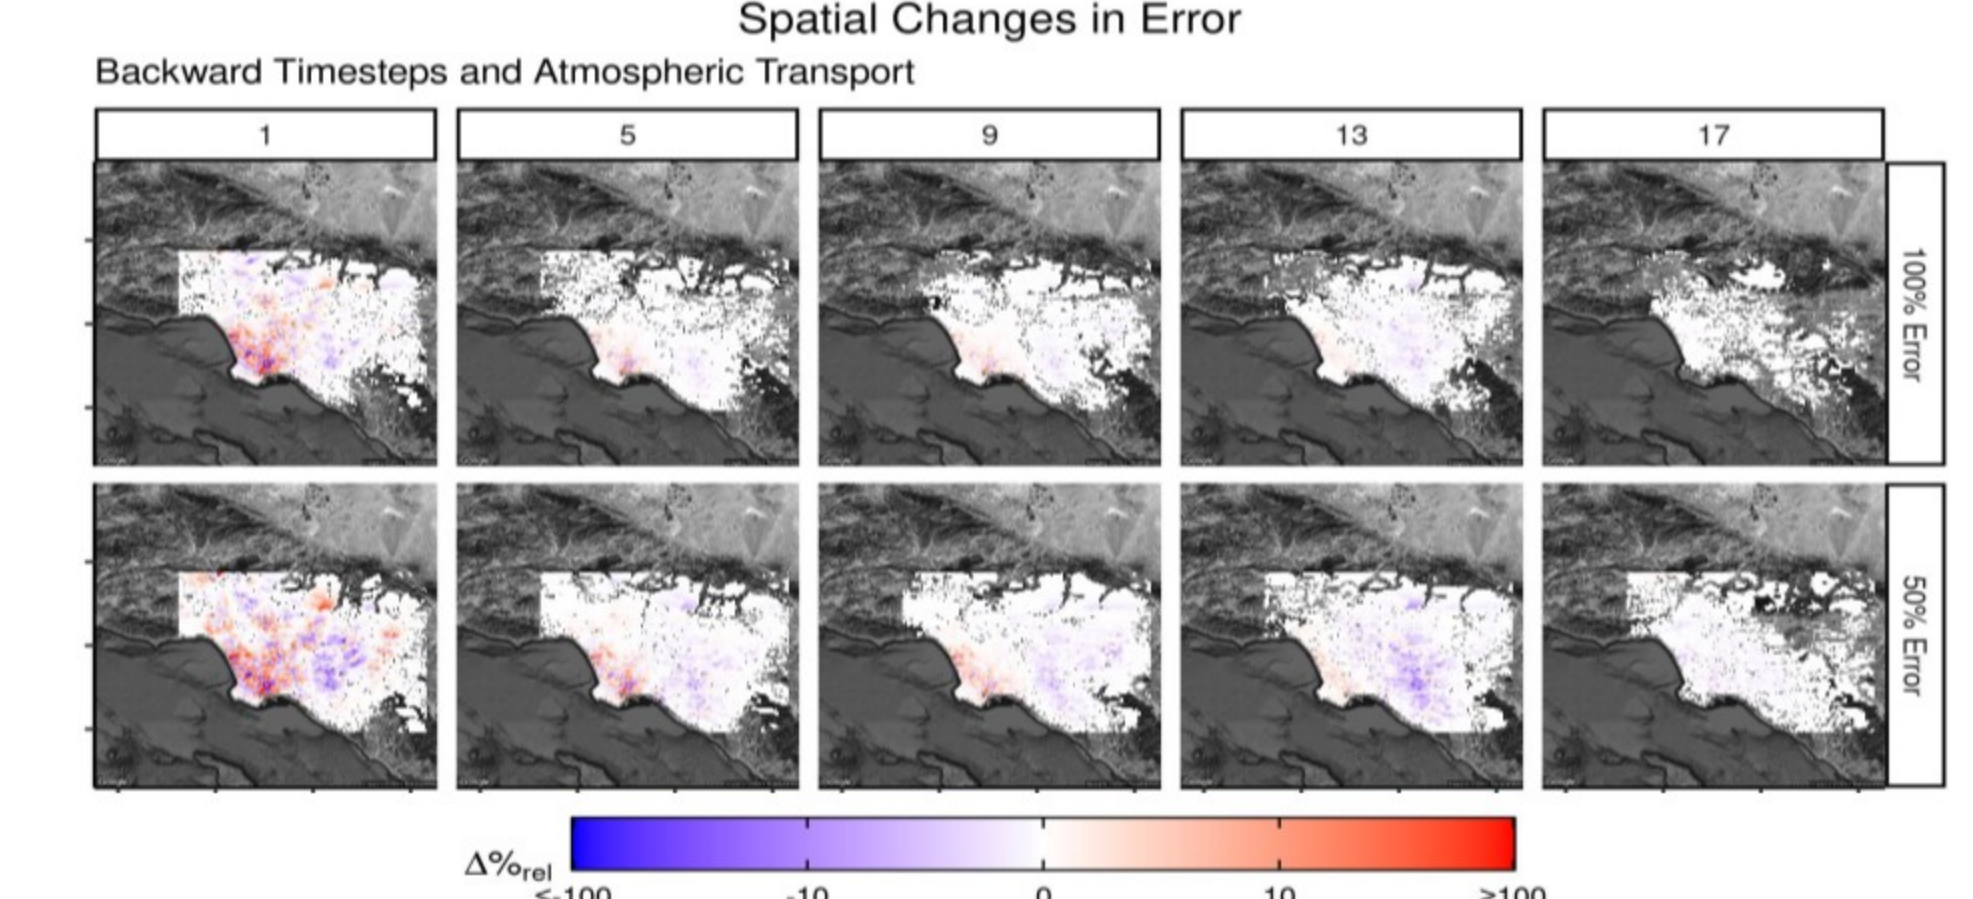 Spatial Changes in Error
Backward Timesteps and Atmospheric Transport
1 5 9 13 17
100% Error
50% Error
Δ%rel
≤-100 -10 0 10 ≥100